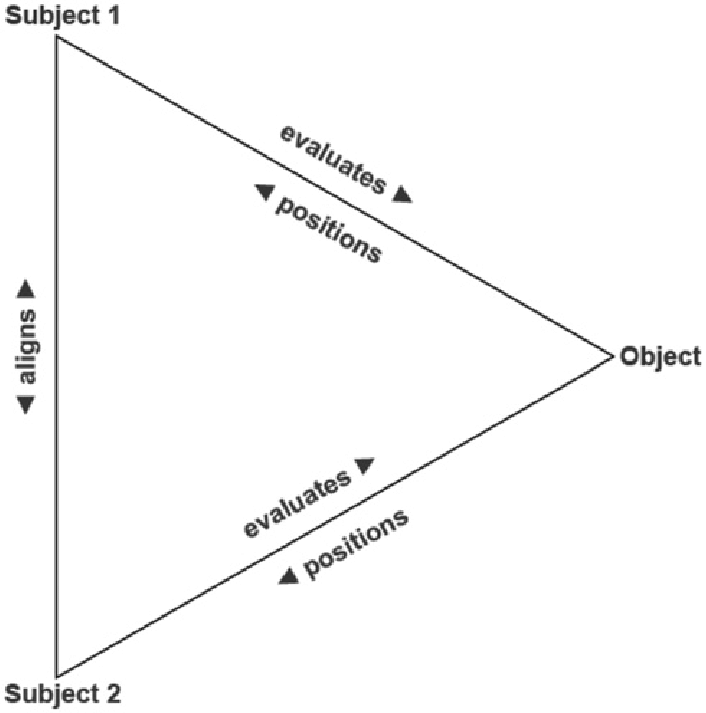 Subject 1
evaluates ►
◄ positions
◄ aligns ►
Object
evaluates ►
◄ positions
Subject 2